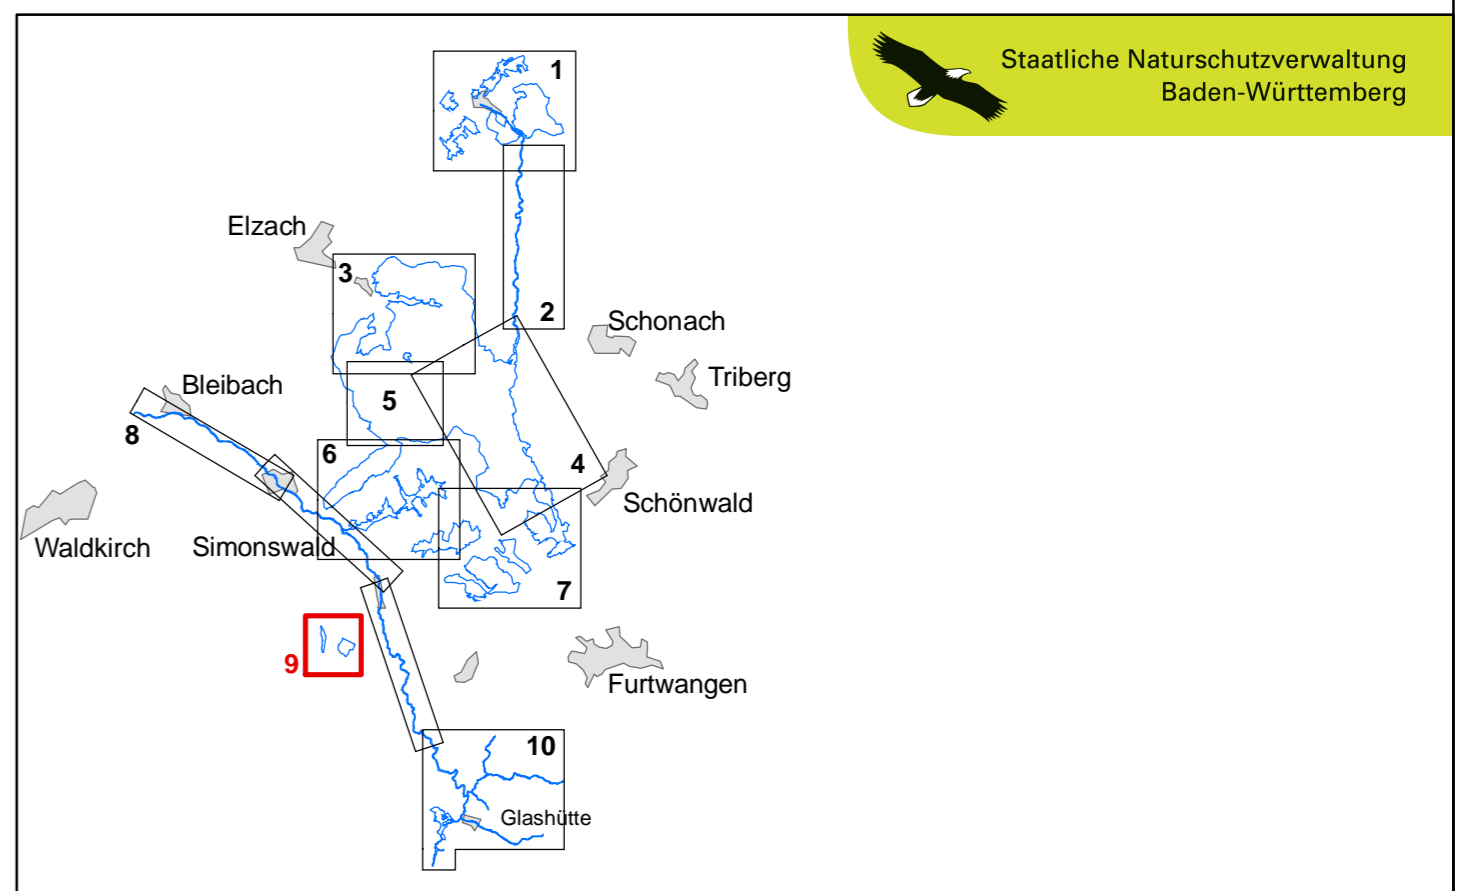 Staatliche Naturschutzverwaltung
Baden-Württemberg
1
Elzach
3
2
Schonach
Triberg
Bleibach
5
8
6
4
Schönwald
Waldkirch
Simonswald
7
9
Furtwangen
10
Glashütte